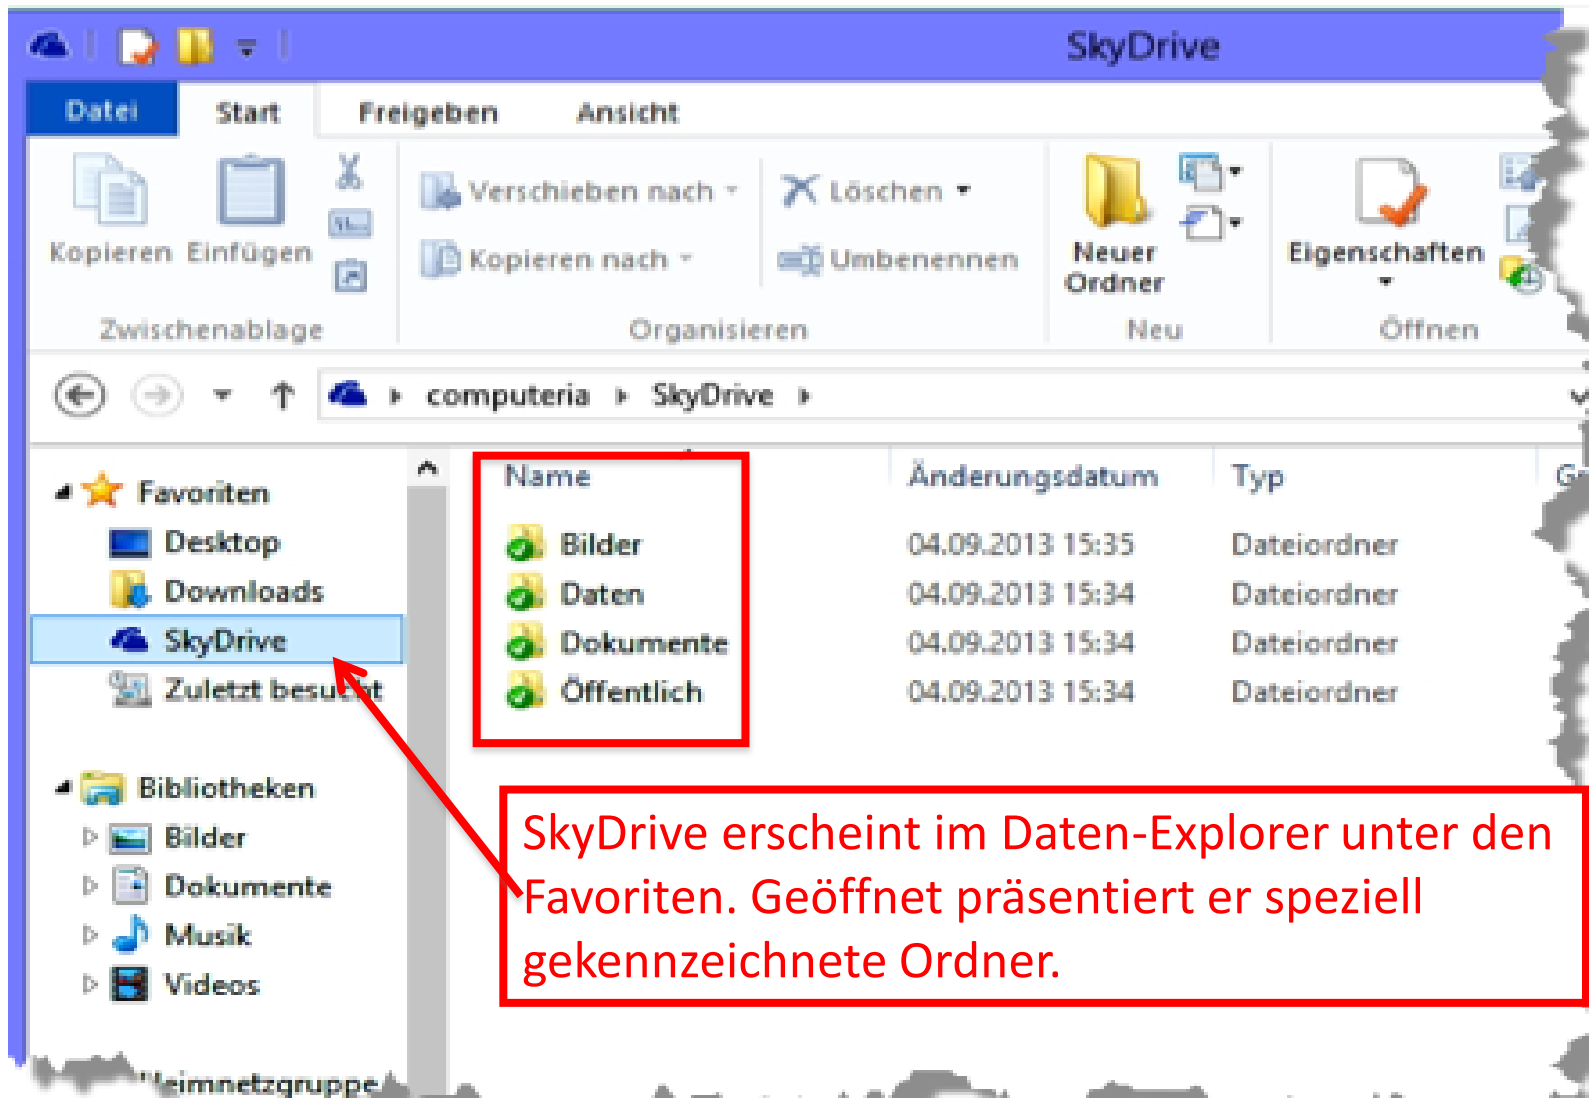 SkyDrive
Datei Start Freigeben Ansicht
Verschieben nach Löschen
Kopieren Einfügen Kopieren nach Umbenennen Neuer Ordner Eigenschaften
Zwischenablage Organisieren Neu Öffnen
computeria SkyDrive
Name Änderungsdatum Typ
Favoriten
Desktop
Downloads
SkyDrive
Zuletzt besucht
Bibliotheken
Bilder
Dokumente
Musik
Videos
Heimnetzgruppe
Bilder 04.09.2013 15:35 Dateiordner
Daten 04.09.2013 15:34 Dateiordner
Dokumente 04.09.2013 15:34 Dateiordner
Öffentlich 04.09.2013 15:34 Dateiordner
SkyDrive erscheint im Daten-Explorer unter den
Favoriten. Geöffnet präsentiert er speziell
gekennzeichnete Ordner.